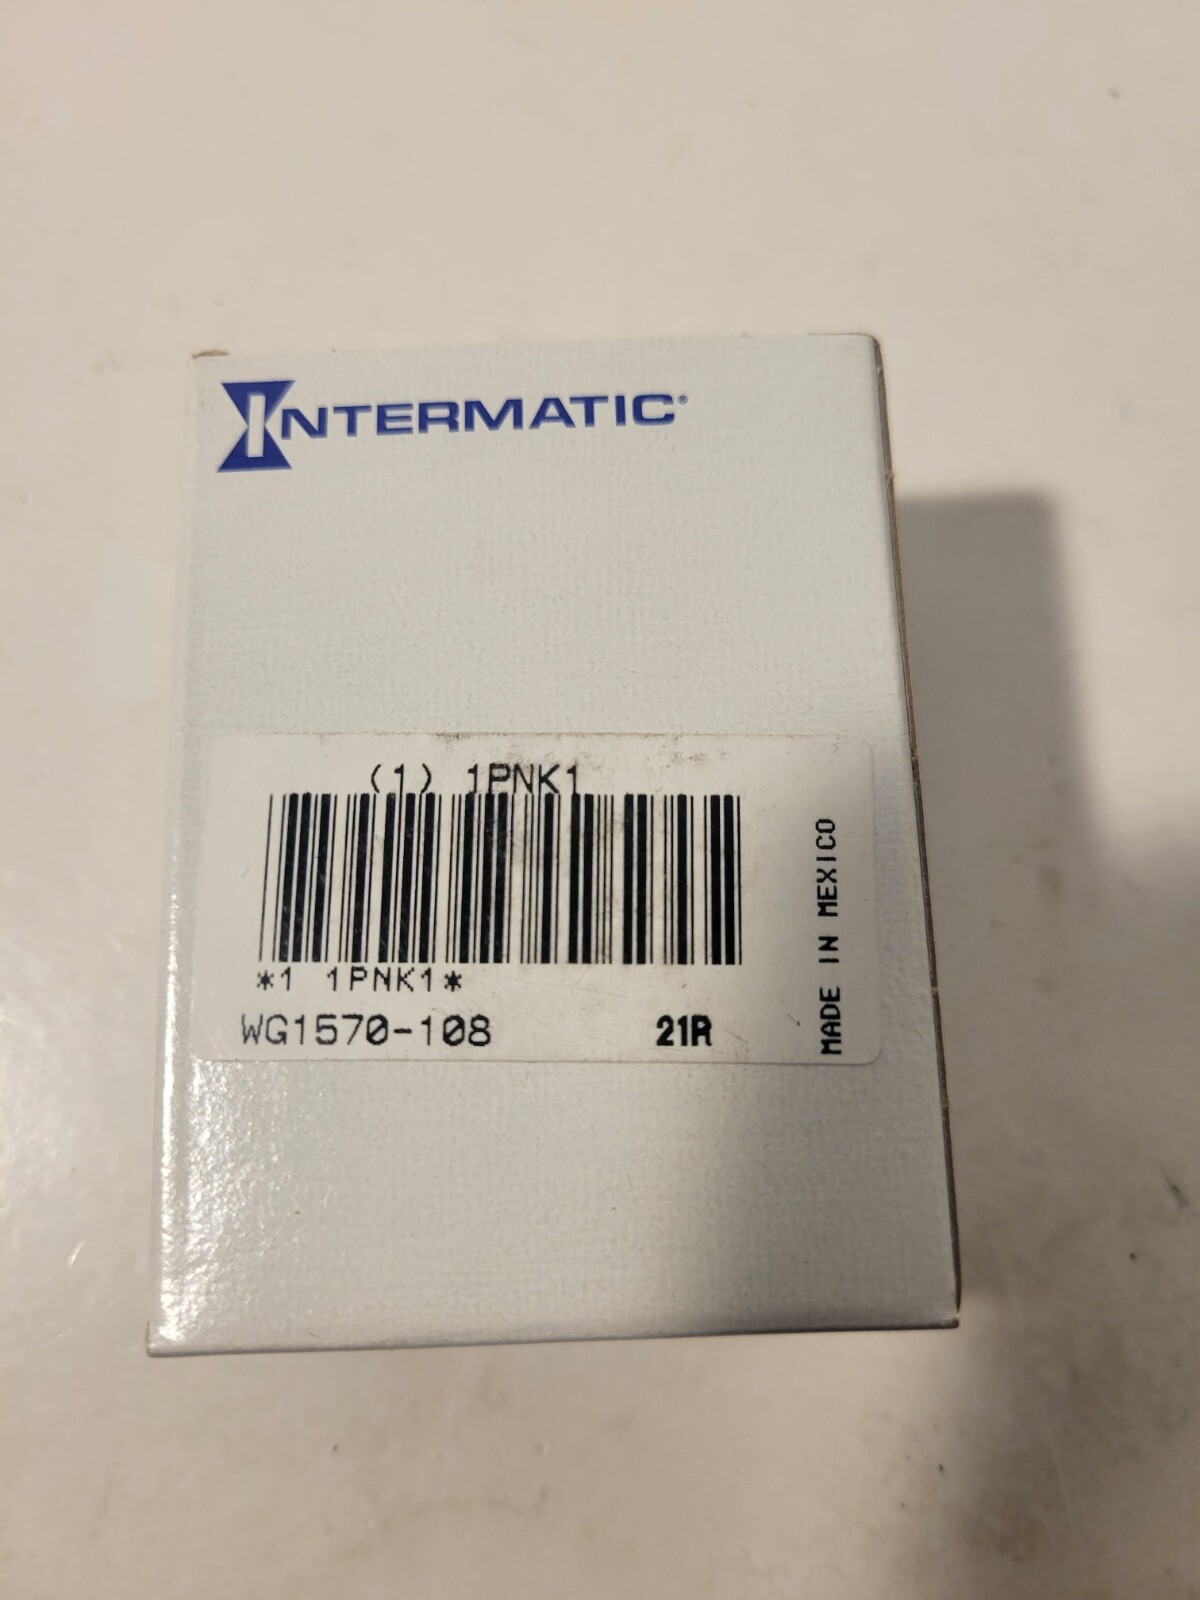 INTERMATIC®
(1) 1PNK1
*1 1PNK1*
WG1570-108 21R
MADE IN MEXICO